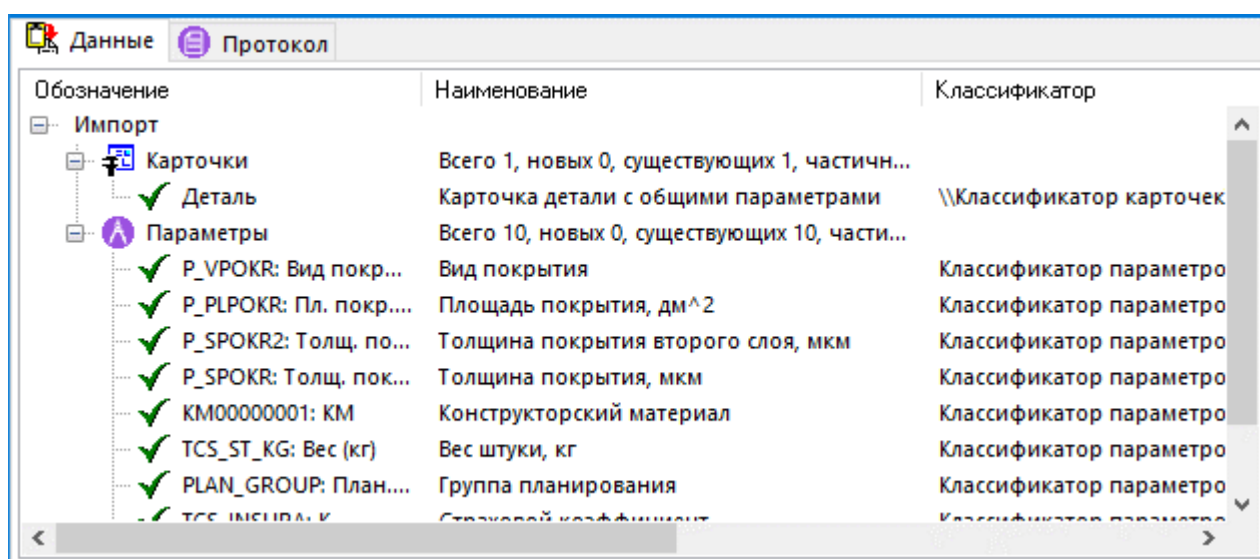 Данные Протокол
Обозначение Наименование Классификатор
Импорт
Карточки Всего 1, новых 0, существующих 1, частичн...
Деталь Карточка детали с общими параметрами \\Классификатор карточек
Параметры Всего 10, новых 0, существующих 10, части...
P_VPOKR: Вид покр... Вид покрытия Классификатор параметро
P_PLPOKR: Пл. покр.... Площадь покрытия, дм^2 Классификатор параметро
P_SPOKR2: Толщ. по... Толщина покрытия второго слоя, мкм Классификатор параметро
P_SPOKR: Толщ. пок... Толщина покрытия, мкм Классификатор параметро
KM00000001: KM Конструкторский материал Классификатор параметро
TCS_ST_KG: Вес (кг) Вес штуки, кг Классификатор параметро
PLAN_GROUP: План.... Группа планирования Классификатор параметро
Страховой коэффициент Классификатор параметро